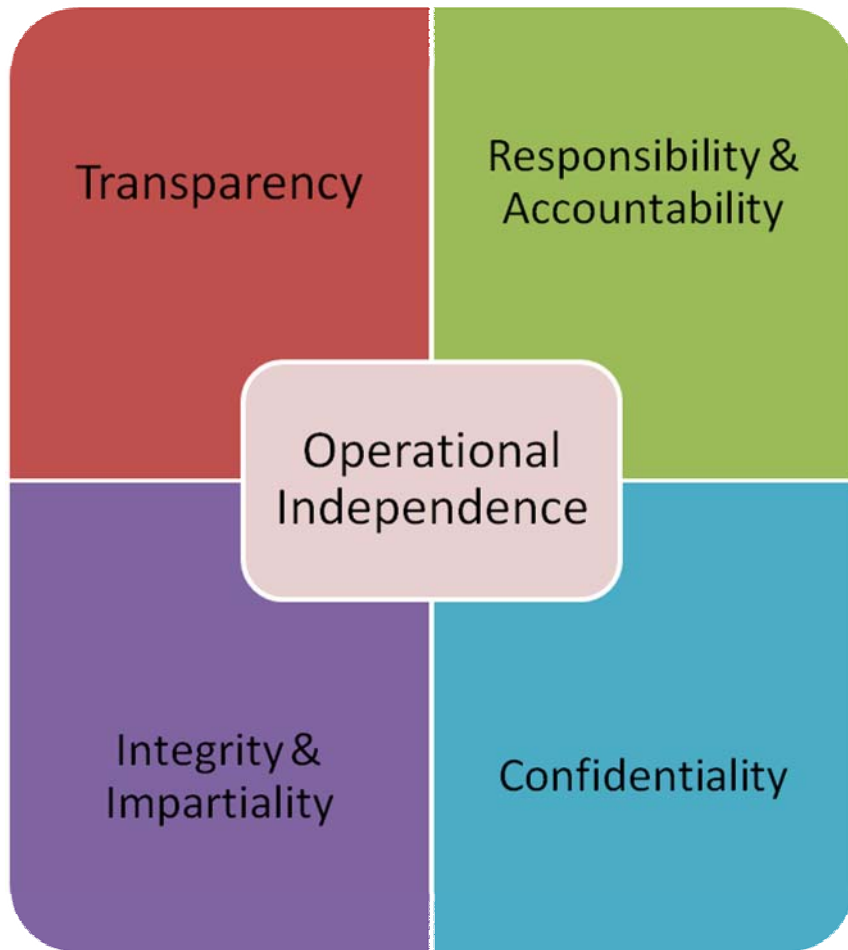 Transparency
Responsibility &
Accountability
Operational
Independence
Integrity &
Impartiality
Confidentiality